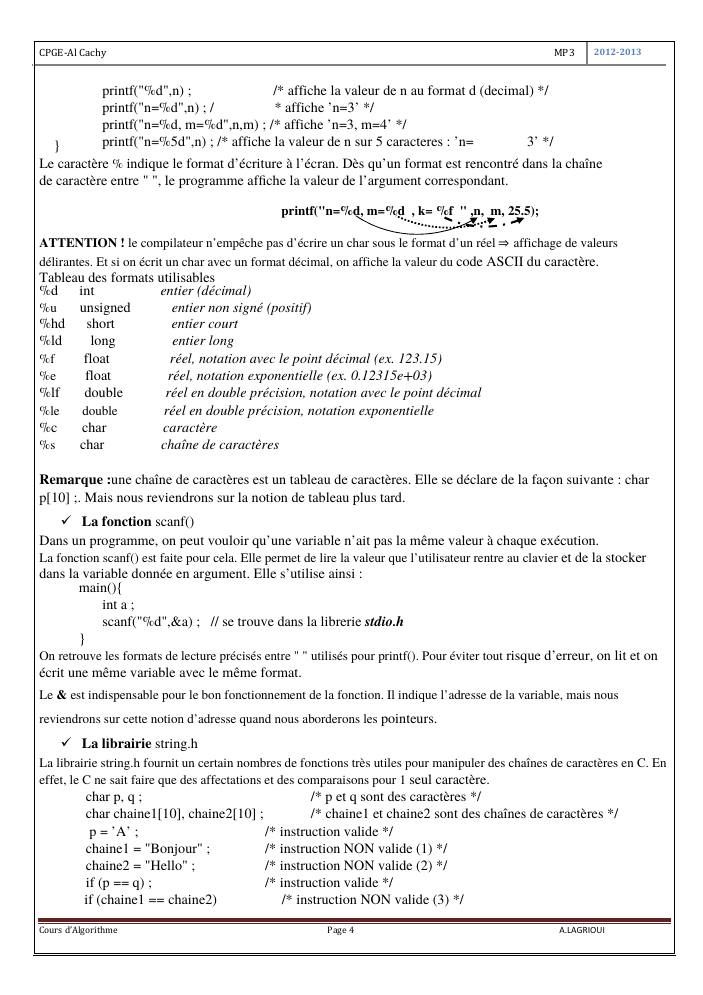 CPGE-Al Cachy MP3 2012-2013
printf("%d",n) ; /* affiche la valeur de n au format d (decimal) */
printf("n=%d",n) ; / * affiche ’n=3’ */
printf("n=%d, m=%d",n,m) ; /* affiche ’n=3, m=4’ */
} printf("n=%5d",n) ; /* affiche la valeur de n sur 5 caracteres : ’n= 3’ */
Le caractère % indique le format d’écriture à l’écran. Dès qu’un format est rencontré dans la chaîne
de caractère entre " ", le programme affiche la valeur de l’argument correspondant.
printf("n=%d, m=%d , k= %f " ,n, m, 25.5);
ATTENTION ! le compilateur n’empêche pas d’écrire un char sous le format d’un réel ⇒ affichage de valeurs
délirantes. Et si on écrit un char avec un format décimal, on affiche la valeur du code ASCII du caractère.
Tableau des formats utilisables
%d int entier (décimal)
%u unsigned entier non signé (positif)
%hd short entier court
%ld long entier long
%f float réel, notation avec le point décimal (ex. 123.15)
%e float réel, notation exponentielle (ex. 0.12315e+03)
%lf double réel en double précision, notation avec le point décimal
%le double réel en double précision, notation exponentielle
%c char caractère
%s char chaîne de caractères
Remarque :une chaîne de caractères est un tableau de caractères. Elle se déclare de la façon suivante : char
p[10] ;. Mais nous reviendrons sur la notion de tableau plus tard.
✓ La fonction scanf()
Dans un programme, on peut vouloir qu’une variable n’ait pas la même valeur à chaque exécution.
La fonction scanf() est faite pour cela. Elle permet de lire la valeur que l’utilisateur rentre au clavier et de la stocker
dans la variable donnée en argument. Elle s’utilise ainsi :
main(){
int a ;
scanf("%d",&a) ; // se trouve dans la librerie stdio.h
}
On retrouve les formats de lecture précisés entre " " utilisés pour printf(). Pour éviter tout risque d’erreur, on lit et on
écrit une même variable avec le même format.
Le & est indispensable pour le bon fonctionnement de la fonction. Il indique l’adresse de la variable, mais nous
reviendrons sur cette notion d’adresse quand nous aborderons les pointeurs.
✓ La librairie string.h
La librairie string.h fournit un certain nombres de fonctions très utiles pour manipuler des chaînes de caractères en C. En
effet, le C ne sait faire que des affectations et des comparaisons pour 1 seul caractère.
char p, q ; /* p et q sont des caractères */
char chaine1[10], chaine2[10] ; /* chaine1 et chaine2 sont des chaînes de caractères */
p = ’A’ ; /* instruction valide */
chaine1 = "Bonjour" ; /* instruction NON valide (1) */
chaine2 = "Hello" ; /* instruction NON valide (2) */
if (p == q) ; /* instruction valide */
if (chaine1 == chaine2) /* instruction NON valide (3) */
Cours d’Algorithme Page 4 A.LAGRIOUI